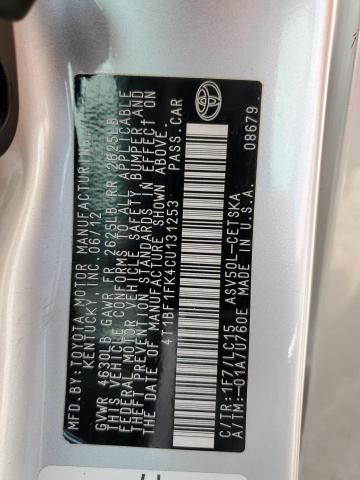 MFD. BY:TOYOTA MOTOR MANUFACTURING,
KENTUCKY, INC. 06/12
GVWR 4630LB GAWR FR 2625LB RR 2625LB
THIS VEHICLE CONFORMS TO ALL APPLICABLE
FEDERAL MOTOR VEHICLE SAFETY, BUMPER, AND
THEFT PREVENTION STANDARDS IN EFFECT ON
THE DATE OF MANUFACTURE SHOWN ABOVE.
4T1BF1FK4CU131253 PASS.CAR
C/TR:1F7/LC15 ASV50L-CETSKA
A/TM:-01A/U760E MADE IN U.S.A.
08679